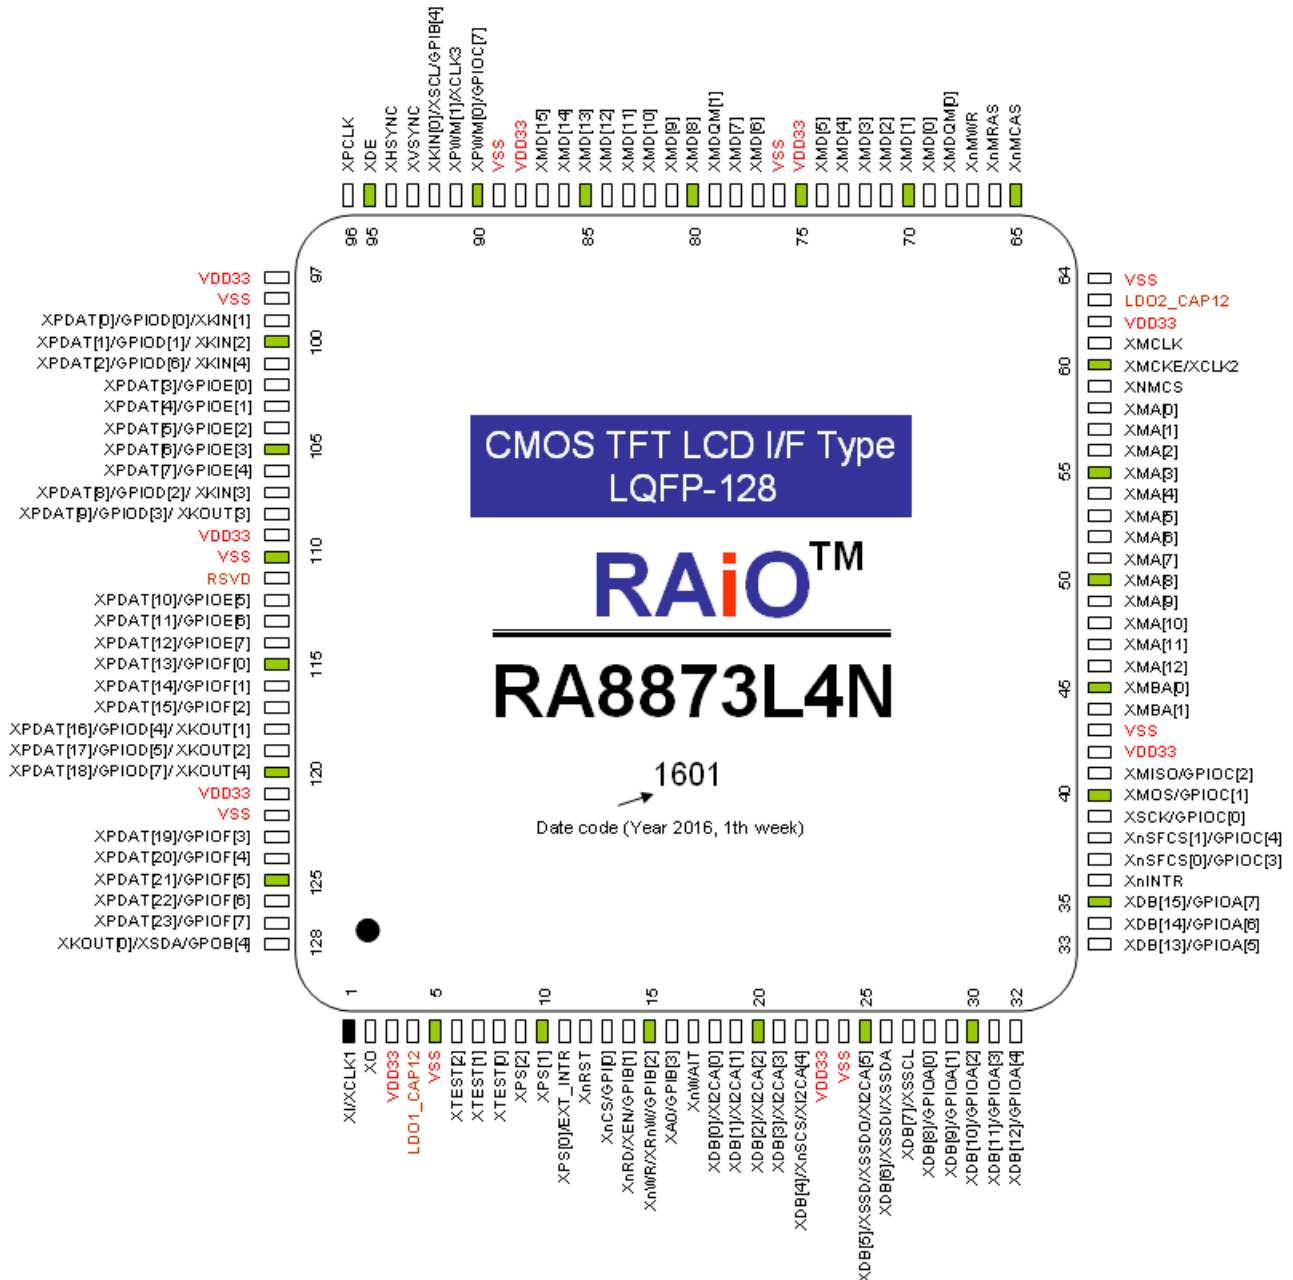 XPCLK
XDE
XHSYNC
XVSYNC
XKIN[0]/XSCL/GPIB[4]
XPWM[1]/XCLK3
XPWM[0]/GPIOC[7]
VSS
VDD33
XMD[15]
XMD[14]
XMD[13]
XMD[12]
XMD[11]
XMD[10]
XMD[9]
XMD[8]
XMDQM[1]
XMD[7]
XMD[6]
VSS
VDD33
XMD[5]
XMD[4]
XMD[3]
XMD[2]
XMD[1]
XMD[0]
XMDQM[0]
XnMWR
XnMRAS
XnMCAS
96
95
90
85
80
75
70
65
VDD33
VSS
XPDAT[0]/GPIOD[0]/XKIN[1]
XPDAT[1]/GPIOD[1]/ XKIN[2]
XPDAT[2]/GPIOD[6]/ XKIN[4]
XPDAT[3]/GPIOE[0]
XPDAT[4]/GPIOE[1]
XPDAT[5]/GPIOE[2]
XPDAT[6]/GPIOE[3]
XPDAT[7]/GPIOE[4]
XPDAT[8]/GPIOD[2]/ XKIN[3]
XPDAT[9]/GPIOD[3]/ XKOUT[3]
VDD33
VSS
RSVD
XPDAT[10]/GPIOE[5]
XPDAT[11]/GPIOE[6]
XPDAT[12]/GPIOE[7]
XPDAT[13]/GPIOF[0]
XPDAT[14]/GPIOF[1]
XPDAT[15]/GPIOF[2]
XPDAT[16]/GPIOD[4]/ XKOUT[1]
XPDAT[17]/GPIOD[5]/ XKOUT[2]
XPDAT[18]/GPIOD[7]/ XKOUT[4]
VDD33
VSS
XPDAT[19]/GPIOF[3]
XPDAT[20]/GPIOF[4]
XPDAT[21]/GPIOF[5]
XPDAT[22]/GPIOF[6]
XPDAT[23]/GPIOF[7]
XKOUT[0]/XSDA/GPOB[4]
97
100
105
110
115
120
125
128
CMOS TFT LCD I/F Type
LQFP-128
RAiO™
RA8873L4N
1601
Date code (Year 2016, 1th week)
64
60
55
50
45
40
35
33
VSS
LDO2_CAP12
VDD33
XMCLK
XMCKE/XCLK2
XNMCS
XMA[0]
XMA[1]
XMA[2]
XMA[3]
XMA[4]
XMA[5]
XMA[6]
XMA[7]
XMA[8]
XMA[9]
XMA[10]
XMA[11]
XMA[12]
XMBA[0]
XMBA[1]
VSS
VDD33
XMISO/GPIOC[2]
XMOS/GPIOC[1]
XSCK/GPIOC[0]
XnSFCS[1]/GPIOC[4]
XnSFCS[0]/GPIOC[3]
XnINTR
XDB[15]/GPIOA[7]
XDB[14]/GPIOA[6]
XDB[13]/GPIOA[5]
1
5
10
15
20
25
30
32
XI/XCLK1
XO
VDD33
LDO1_CAP12
VSS
XTEST[2]
XTEST[1]
XTEST[0]
XPS[2]
XPS[1]
XPS[0]/EXT_INTR
XnRST
XnCS/GPI[0]
XnRD/XEN/GPIB[1]
XnWR/XRnW/GPIB[2]
XA0/GPIB[3]
XnWAIT
XDB[0]/XI2CA[0]
XDB[1]/XI2CA[1]
XDB[2]/XI2CA[2]
XDB[3]/XI2CA[3]
XDB[4]/XnSCS/XI2CA[4]
VDD33
VSS
XDB[5]/XSSD/XSSDO/XI2CA[5]
XDB[6]/XSSDI/XSSDA
XDB[7]/XSSCL
XDB[8]/GPIOA[0]
XDB[9]/GPIOA[1]
XDB[10]/GPIOA[2]
XDB[11]/GPIOA[3]
XDB[12]/GPIOA[4]